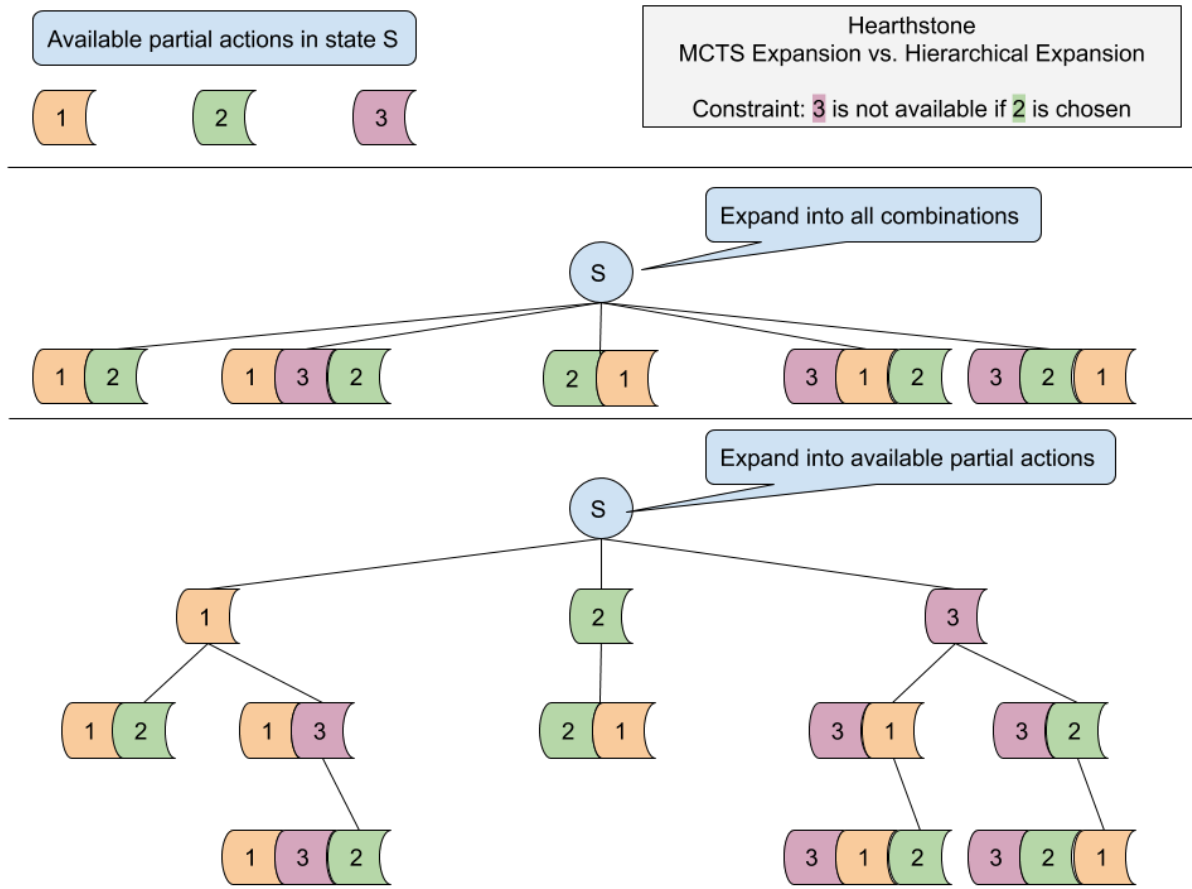 Available partial actions in state S
Hearthstone
MCTS Expansion vs. Hierarchical Expansion
Constraint: 3 is not available if 2 is chosen
1 2 3
Expand into all combinations
S
1 2 1 3 2 2 1 3 1 2 3 2 1
Expand into available partial actions
S
1 2 3
1 2 1 3 2 1 3 1 3 2
1 3 2 3 1 2 3 2 1